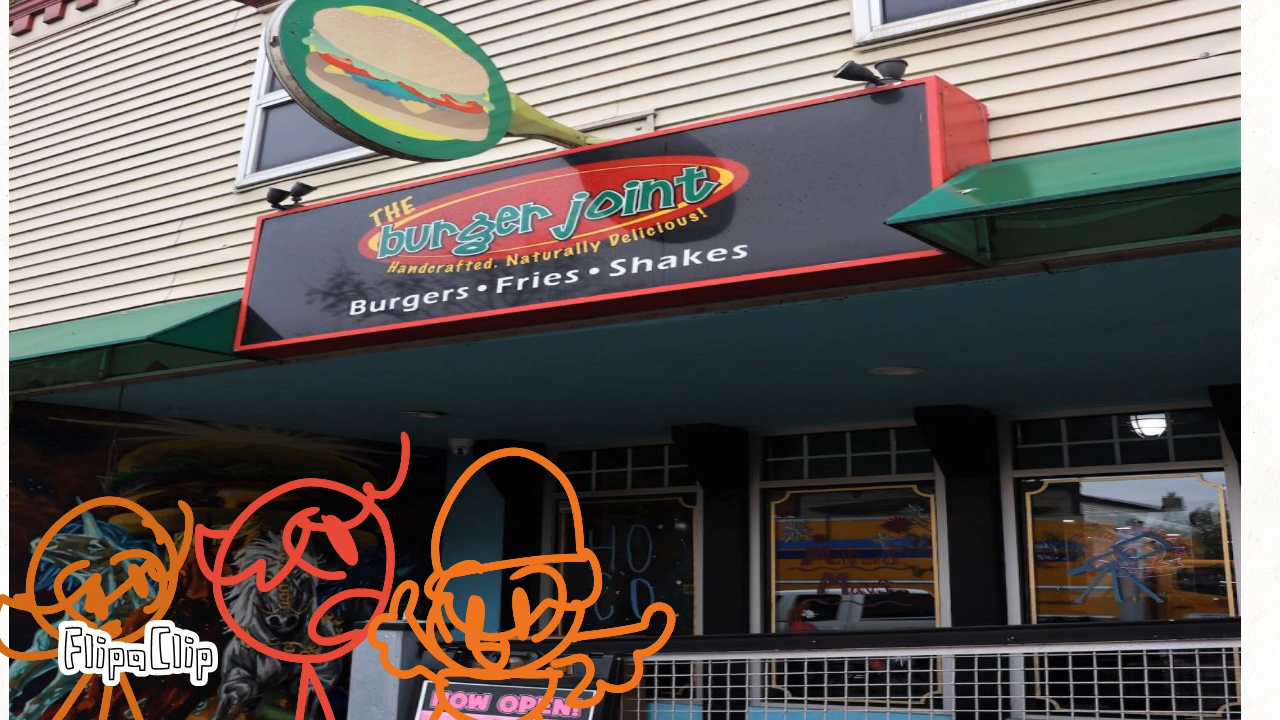 THE
burger joint
Handcrafted. Naturally Delicious!
Burgers • Fries • Shakes
FlipaClip
NOW OPEN!